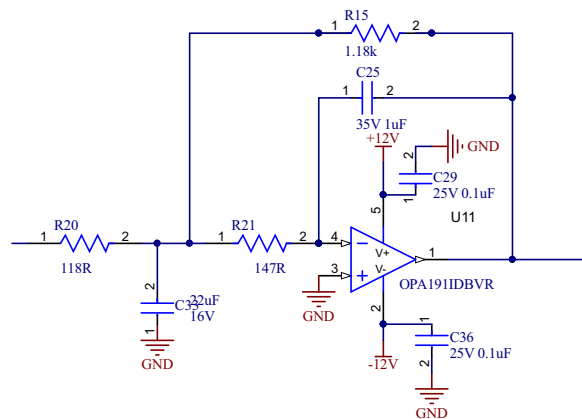 R15
1 2
1.18k
C25
1 2
35V 1uF
+12V
2 GND
C29
25V 0.1uF
1
5 U11
R20 R21
1 2 1 2 4 V+ 1
118R 147R 3 V- OPA191IDBVR
2
C33 22uF
16V
1
GND
GND
2
1
C36
25V 0.1uF
-12V
2
GND